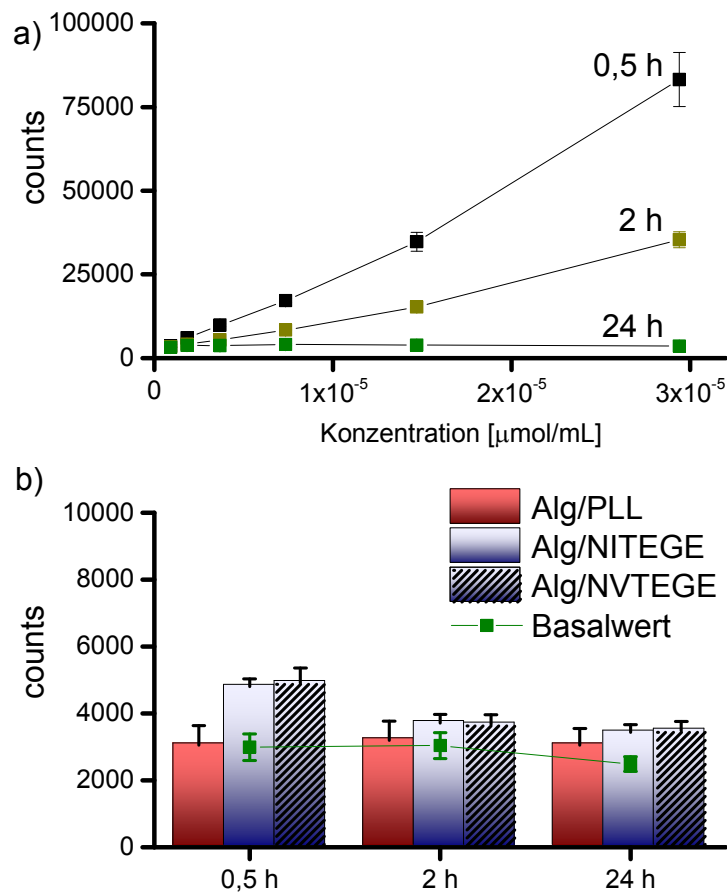 a)
100000
75000
50000
25000
0
counts
0,5 h
2 h
24 h
0
1x10⁻⁵
2x10⁻⁵
3x10⁻⁵
Konzentration [µmol/mL]
b)
10000
8000
6000
4000
2000
0
counts
Alg/PLL
Alg/NITEGE
Alg/NVTEGE
Basalwert
0,5 h
2 h
24 h